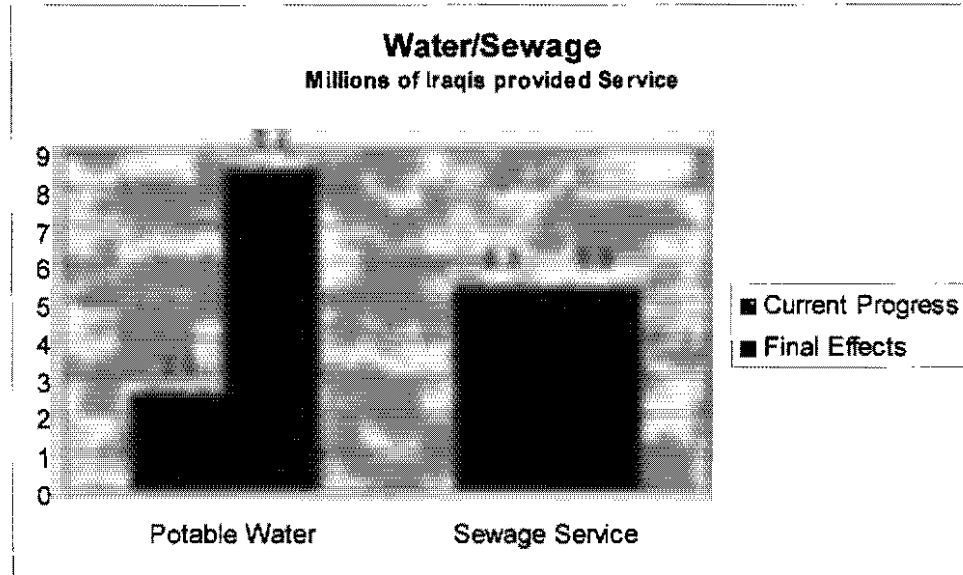 Water/Sewage
Millions of Iraqis provided Service
9
8
7
6
5
4
3
2
1
0
Potable Water
Sewage Service
Current Progress
Final Effects